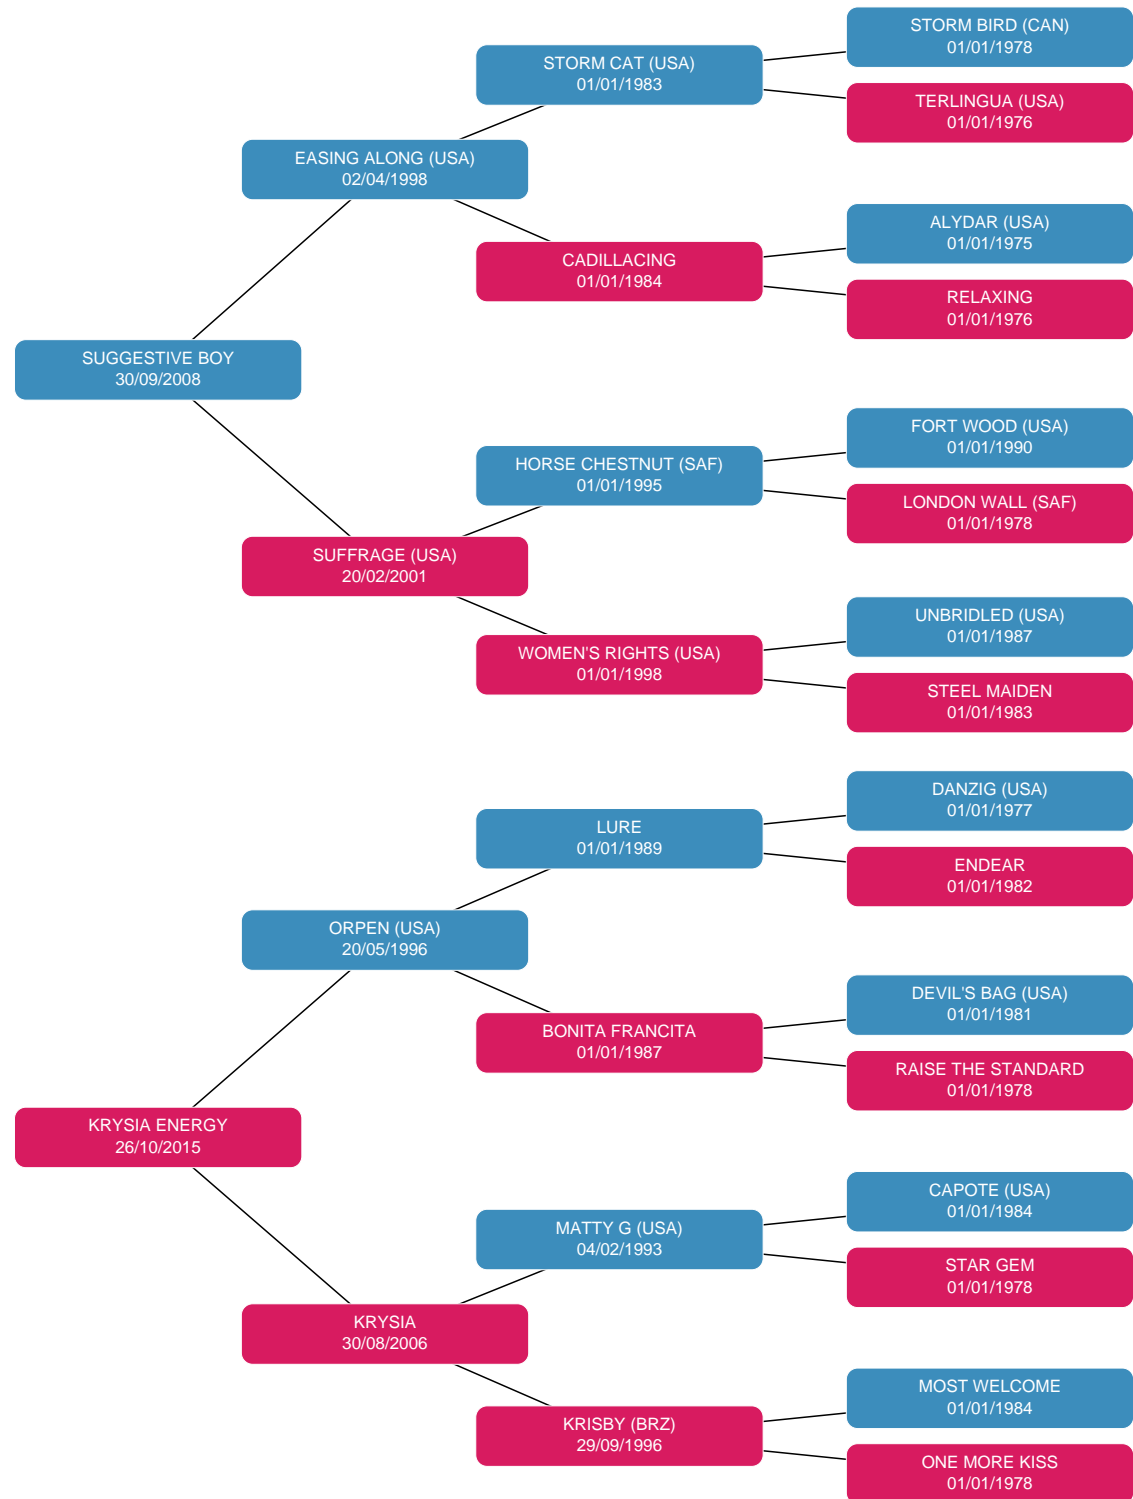 STORM BIRD (CAN)
01/01/1978
STORM CAT (USA)
01/01/1983
TERLINGUA (USA)
01/01/1976
EASING ALONG (USA)
02/04/1998
ALYDAR (USA)
01/01/1975
CADILLACING
01/01/1984
RELAXING
01/01/1976
SUGGESTIVE BOY
30/09/2008
FORT WOOD (USA)
01/01/1990
HORSE CHESTNUT (SAF)
01/01/1995
LONDON WALL (SAF)
01/01/1978
SUFFRAGE (USA)
20/02/2001
UNBRIDLED (USA)
01/01/1987
WOMEN'S RIGHTS (USA)
01/01/1998
STEEL MAIDEN
01/01/1983
DANZIG (USA)
01/01/1977
LURE
01/01/1989
ENDEAR
01/01/1982
ORPEN (USA)
20/05/1996
DEVIL'S BAG (USA)
01/01/1981
BONITA FRANCITA
01/01/1987
RAISE THE STANDARD
01/01/1978
KRYSIA ENERGY
26/10/2015
CAPOTE (USA)
01/01/1984
MATTY G (USA)
04/02/1993
STAR GEM
01/01/1978
KRYSIA
30/08/2006
MOST WELCOME
01/01/1984
KRISBY (BRZ)
29/09/1996
ONE MORE KISS
01/01/1978